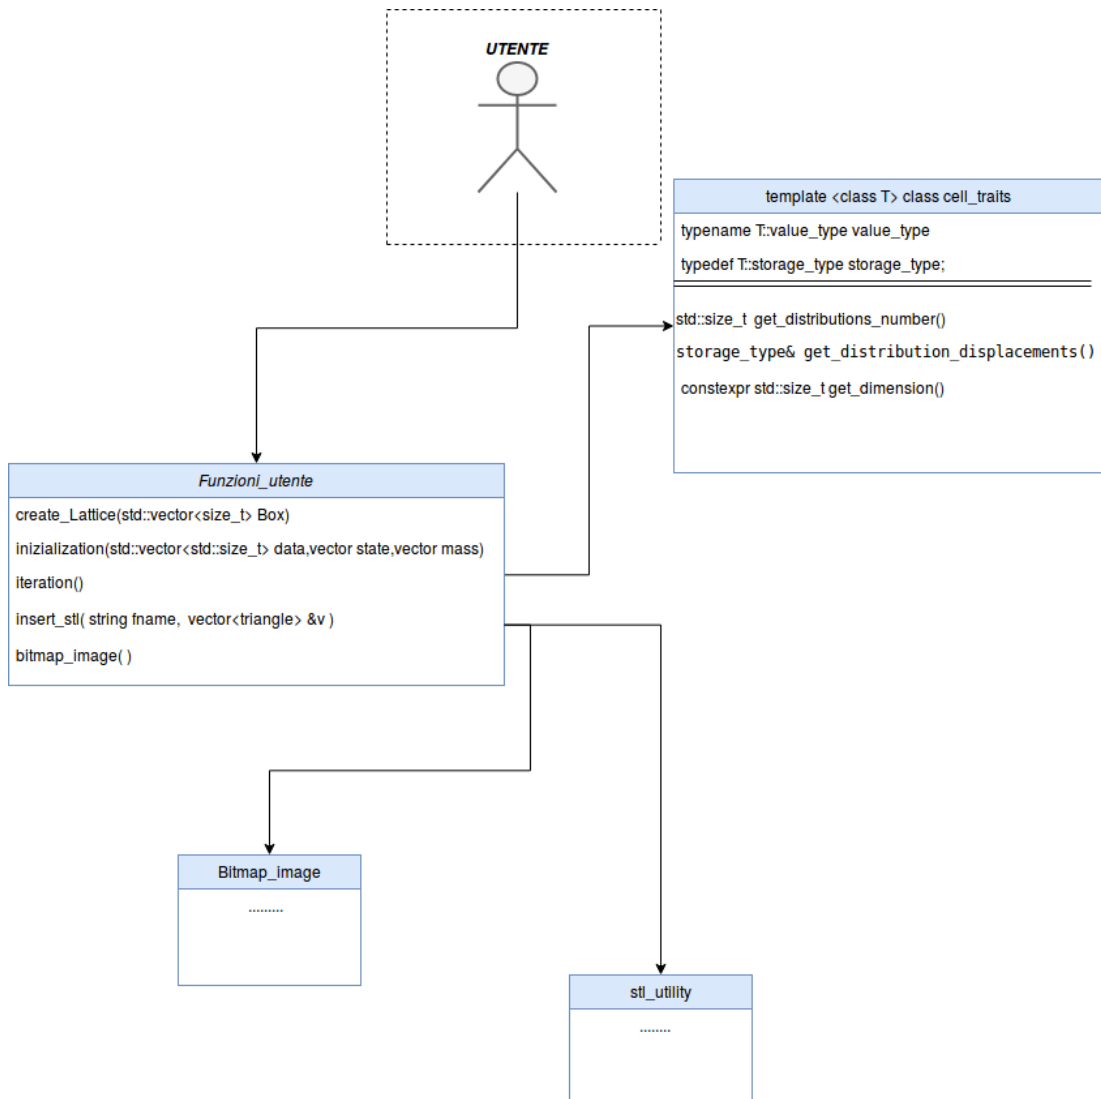 UTENTE
template <class T> class cell_traits
typename T::value_type value_type
typedef T::storage_type storage_type;
std::size_t get_distributions_number()
storage_type& get_distribution_displacements()
constexpr std::size_t get_dimension()
Funzioni_utente
create_Lattice(std::vector<size_t> Box)
inizialization(std::vector<std::size_t> data,vector state,vector mass)
iteration()
insert_stl( string fname, vector<triangle> &v )
bitmap_image( )
Bitmap_image
.........
stl_utility
........